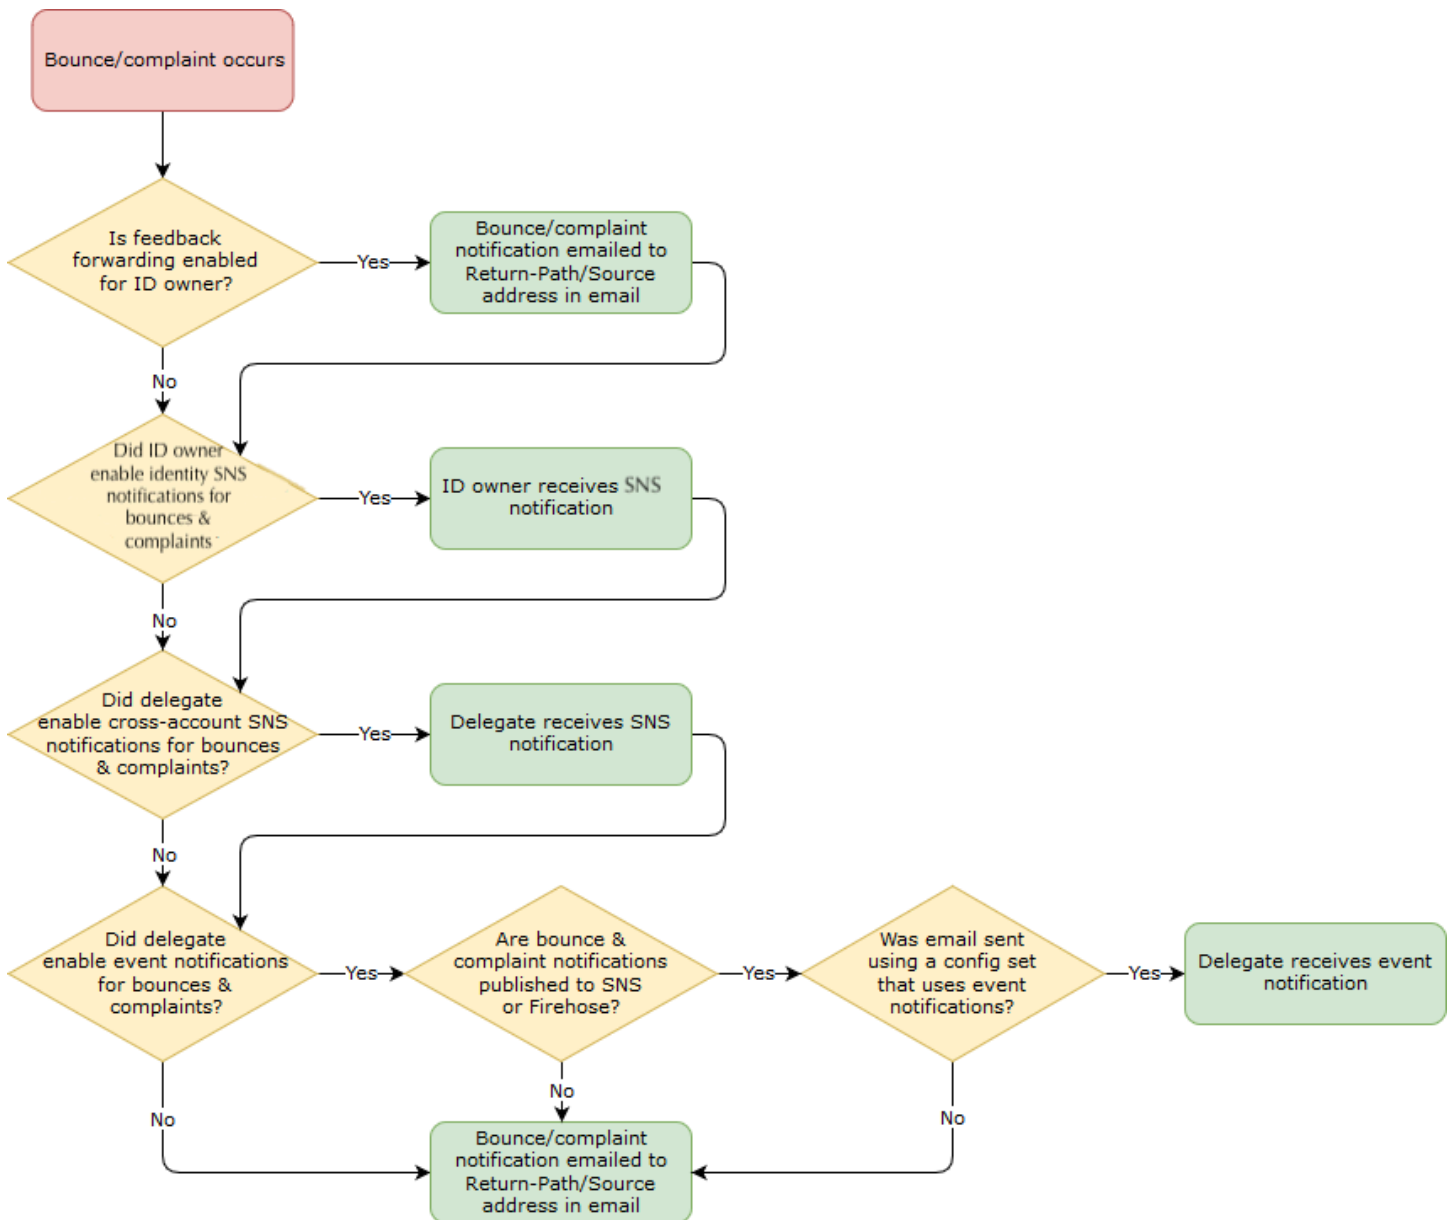 Bounce/complaint occurs
Is feedback
forwarding enabled
for ID owner?
Yes
Bounce/complaint
notification emailed to
Return-Path/Source
address in email
No
Did ID owner
enable identity SNS
notifications for
bounces &
complaints
Yes
ID owner receives SNS
notification
No
Did delegate
enable cross-account SNS
notifications for bounces
& complaints?
Yes
Delegate receives SNS
notification
No
Did delegate
enable event notifications
for bounces &
complaints?
Yes
Are bounce &
complaint notifications
published to SNS
or Firehose?
Yes
Was email sent
using a config set
that uses event
notifications?
Yes
Delegate receives event
notification
No
No
No
Bounce/complaint
notification emailed to
Return-Path/Source
address in email